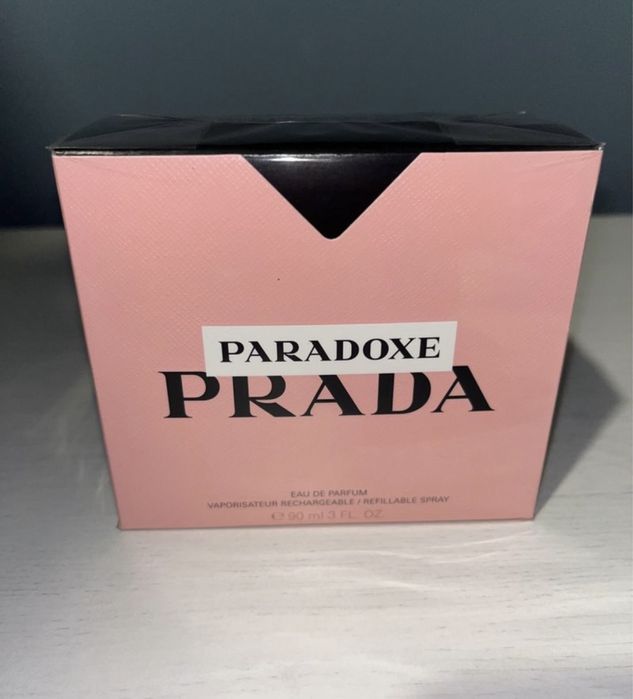 PARADOXE
PRADA
EAU DE PARFUM
VAPORISATEUR RECHARGEABLE / REFILLABLE SPRAY
℮ 90 ml 3 FL. OZ.